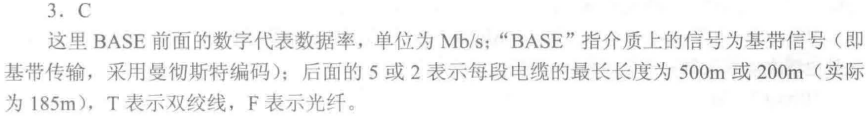 3．C
这里 BASE 前面的数字代表数据率，单位为 Mb/s；“BASE”指介质上的信号为基带信号（即
基带传输，采用曼彻斯特编码）；后面的 5 或 2 表示每段电缆的最长长度为 500m 或 200m（实际
为 185m），T 表示双绞线，F 表示光纤。